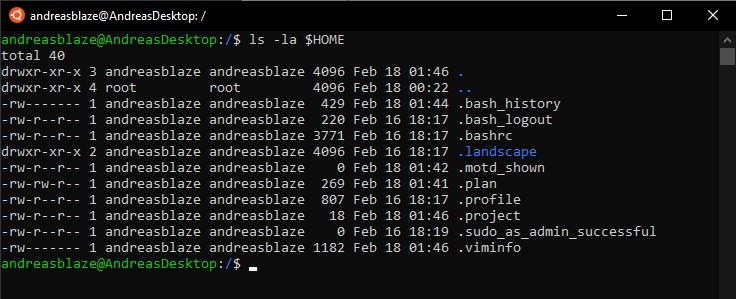 andreasblaze@AndreasDesktop: /
andreasblaze@AndreasDesktop:/$ ls -la $HOME
total 40
drwxr-xr-x 3 andreasblaze andreasblaze 4096 Feb 18 01:46 .
drwxr-xr-x 4 root         root         4096 Feb 18 00:22 ..
-rw------- 1 andreasblaze andreasblaze  429 Feb 18 01:44 .bash_history
-rw-r--r-- 1 andreasblaze andreasblaze  220 Feb 16 18:17 .bash_logout
-rw-r--r-- 1 andreasblaze andreasblaze 3771 Feb 16 18:17 .bashrc
drwxr-xr-x 2 andreasblaze andreasblaze 4096 Feb 16 18:17 .landscape
-rw-r--r-- 1 andreasblaze andreasblaze    0 Feb 18 01:42 .motd_shown
-rw-rw-r-- 1 andreasblaze andreasblaze  269 Feb 18 01:41 .plan
-rw-r--r-- 1 andreasblaze andreasblaze  807 Feb 16 18:17 .profile
-rw-r--r-- 1 andreasblaze andreasblaze   18 Feb 18 01:46 .project
-rw-r--r-- 1 andreasblaze andreasblaze    0 Feb 16 18:19 .sudo_as_admin_successful
-rw------- 1 andreasblaze andreasblaze 1182 Feb 18 01:46 .viminfo
andreasblaze@AndreasDesktop:/$